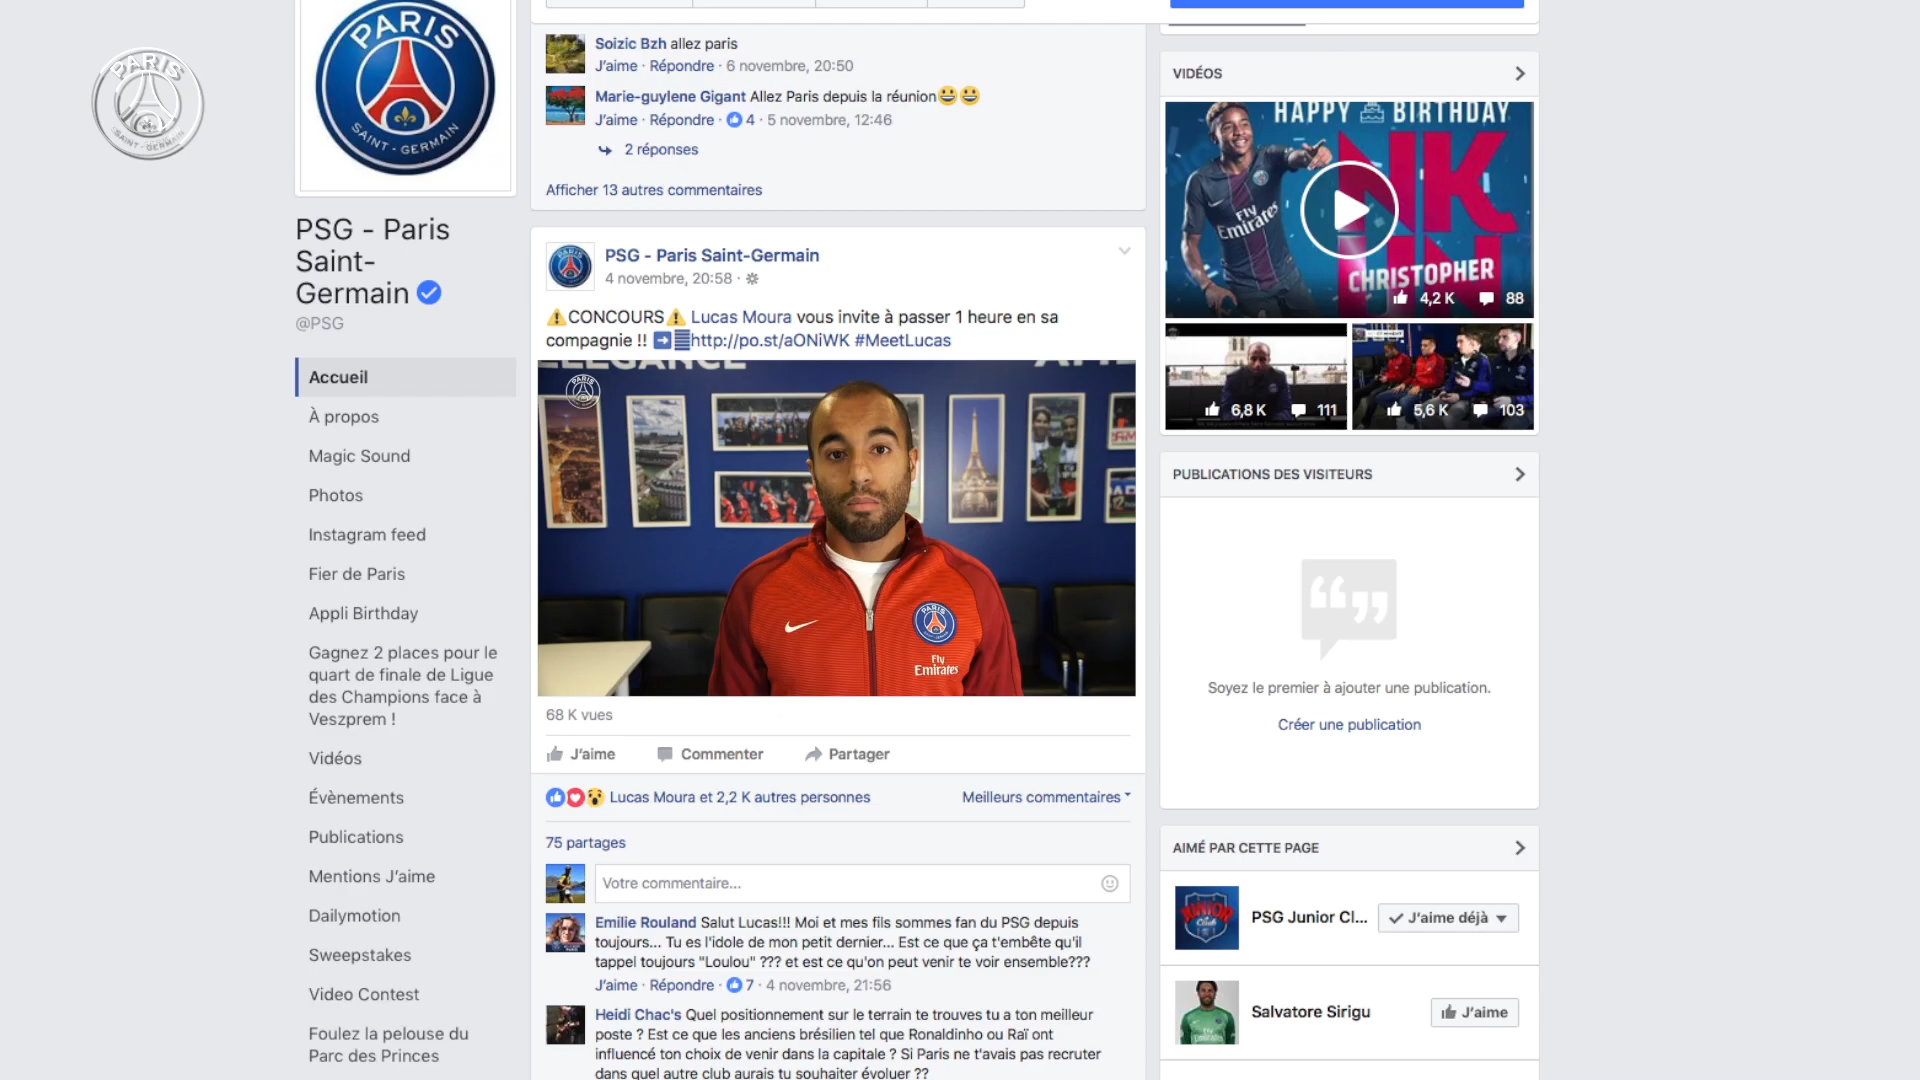 PARIS
SAINT-GERMAIN
PARIS
SAINT - GERMAIN
PSG - Paris
Saint-
Germain
@PSG
Accueil
À propos
Magic Sound
Photos
Instagram feed
Fier de Paris
Appli Birthday
Gagnez 2 places pour le
quart de finale de Ligue
des Champions face à
Veszprem !
Vidéos
Évènements
Publications
Mentions J'aime
Dailymotion
Sweepstakes
Video Contest
Foulez la pelouse du
Parc des Princes
Soizic Bzh allez paris
J'aime · Répondre · 6 novembre, 20:50
Marie-guylene Gigant Allez Paris depuis la réunion😃😃
J'aime · Répondre · 4 · 5 novembre, 12:46
2 réponses
Afficher 13 autres commentaires
PSG - Paris Saint-Germain
4 novembre, 20:58 ·
⚠️CONCOURS⚠️ Lucas Moura vous invite à passer 1 heure en sa
compagnie !! ➡️http://po.st/aONiWK #MeetLucas
PARIS
PARIS
Fly
Emirates
68 K vues
J'aime Commenter Partager
Lucas Moura et 2,2 K autres personnes Meilleurs commentaires
75 partages
Votre commentaire...
Emilie Rouland Salut Lucas!!! Moi et mes fils sommes fan du PSG depuis
toujours... Tu es l'idole de mon petit dernier... Est ce que ça t'embête qu'il
tappel toujours "Loulou" ??? et est ce qu'on peut venir te voir ensemble???
J'aime · Répondre · 7 · 4 novembre, 21:56
Heidi Chac's Quel positionnement sur le terrain te trouves tu a ton meilleur
poste ? Est ce que les anciens brésilien tel que Ronaldinho ou Raï ont
influencé ton choix de venir dans la capitale ? Si Paris ne t'avais pas recruter
dans quel autre club aurais tu souhaiter évoluer ??
VIDÉOS
HAPPY BIRTHDAY
NK
UN
CHRISTOPHER
Fly
Emirates
4,2 K 88
6,8 K 111
5,6 K 103
PUBLICATIONS DES VISITEURS
Soyez le premier à ajouter une publication.
Créer une publication
AIMÉ PAR CETTE PAGE
JUNIOR
Club
PSG Junior Cl... J'aime déjà
Salvatore Sirigu J'aime